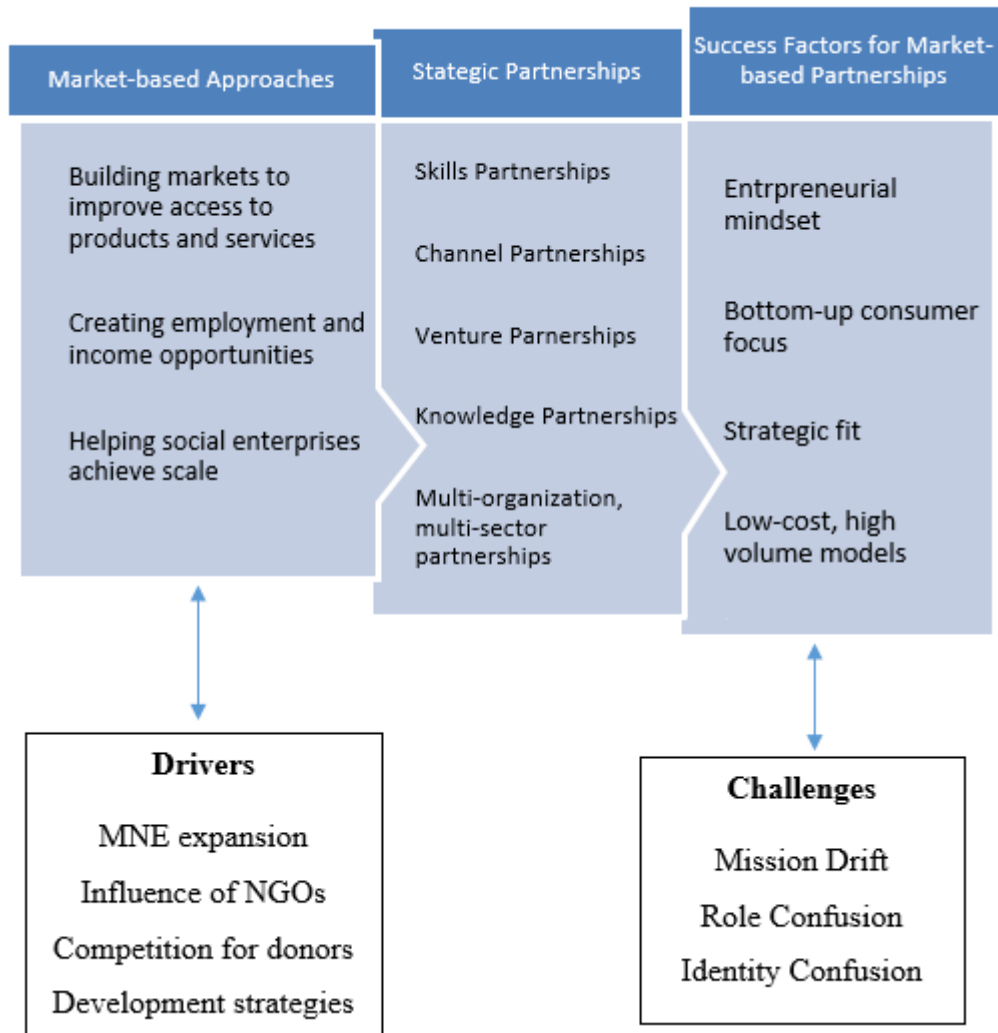 Market-based Approaches
Building markets to
improve access to
products and services
Creating employment and
income opportunities
Helping social enterprises
achieve scale
Stategic Partnerships
Skills Partnerships
Channel Partnerships
Venture Parnerships
Knowledge Partnerships
Multi-organization,
multi-sector
partnerships
Success Factors for Market-
based Partnerships
Entrpreneurial
mindset
Bottom-up consumer
focus
Strategic fit
Low-cost, high
volume models
Drivers
MNE expansion
Influence of NGOs
Competition for donors
Development strategies
Challenges
Mission Drift
Role Confusion
Identity Confusion